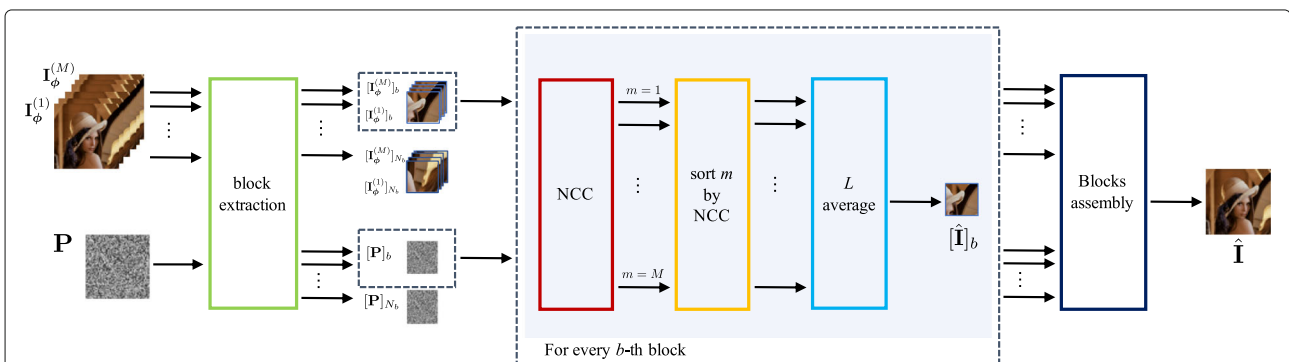 𝐈_ϕ^(M)
𝐈_ϕ^(1)
⋮
block
extraction
⋮
[𝐈_ϕ^(M)]_b
[𝐈_ϕ^(1)]_b
[𝐈_ϕ^(M)]_{N_b}
[𝐈_ϕ^(1)]_{N_b}
𝐏
⋮
[𝐏]_b
[𝐏]_{N_b}
NCC
m = 1
⋮
m = M
sort m
by
NCC
⋮
L
average
[𝐈̂]_b
For every b-th block
⋮
⋮
Blocks
assembly
𝐈̂